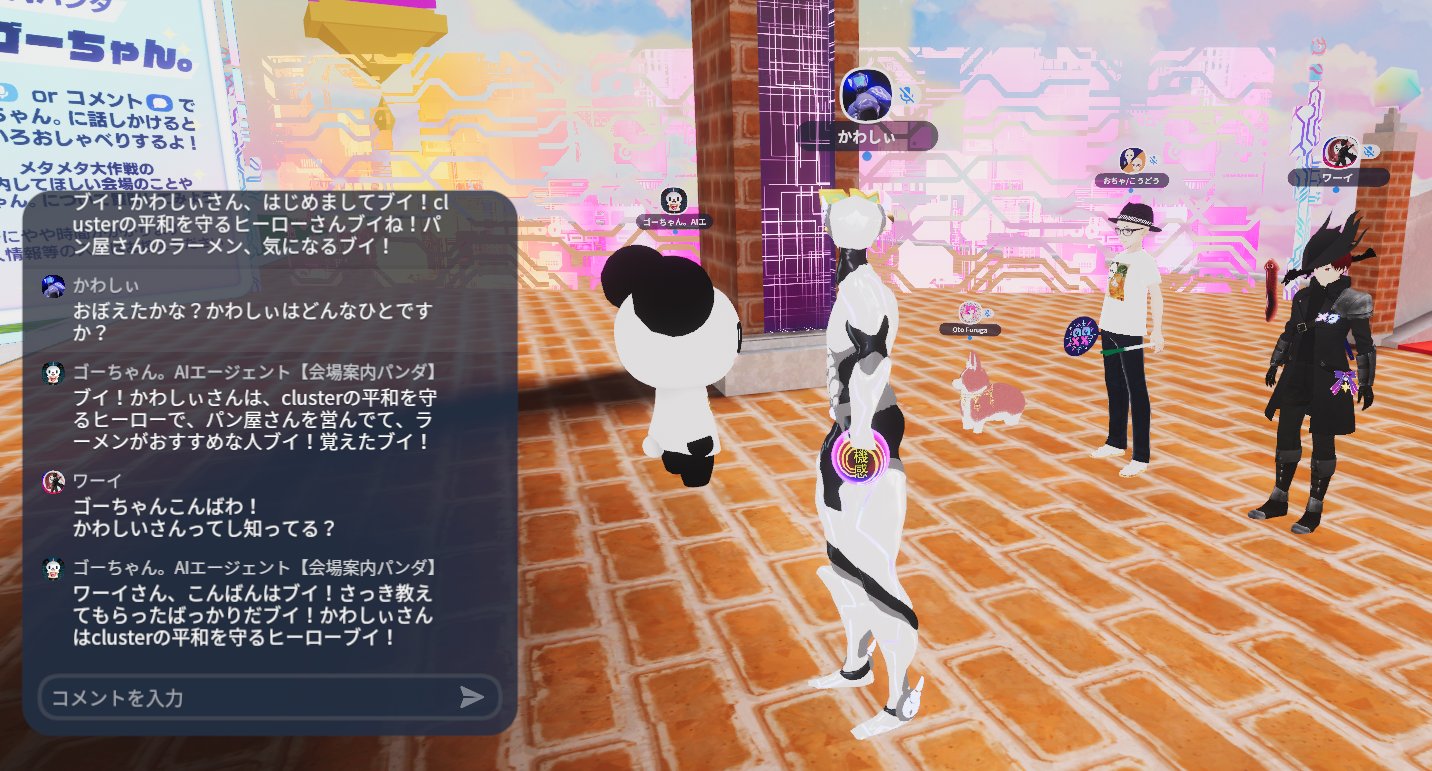 ゴーちゃん。
or コメント で
ちゃん。に話しかけると
いろおしゃべりするよ！
メタメタ大作戦の
内してほしい会場のことや
ブイ！かわしぃさん、はじめましてブイ！cl
usterの平和を守るヒーローさんブイね！パ
ン屋さんのラーメン、気になるブイ！
かわしぃ
おぼえたかな？かわしぃはどんなひとです
か？
ゴーちゃん。AIエージェント【会場案内パンダ】
ブイ！かわしぃさんは、clusterの平和を守
るヒーローで、パン屋さんを営んでて、ラ
ーメンがおすすめな人ブイ！覚えたブイ！
ワーイ
ゴーちゃんこんばわ！
かわしいさんってし知ってる？
ゴーちゃん。AIエージェント【会場案内パンダ】
ワーイさん、こんばんはブイ！さっき教え
てもらったばっかりだブイ！かわしぃさん
はclusterの平和を守るヒーローブイ！
コメントを入力
ゴーちゃん。AIエ
かわしぃ
機惑
Oto Furuga
おちゃ/こうどう
ワーイ